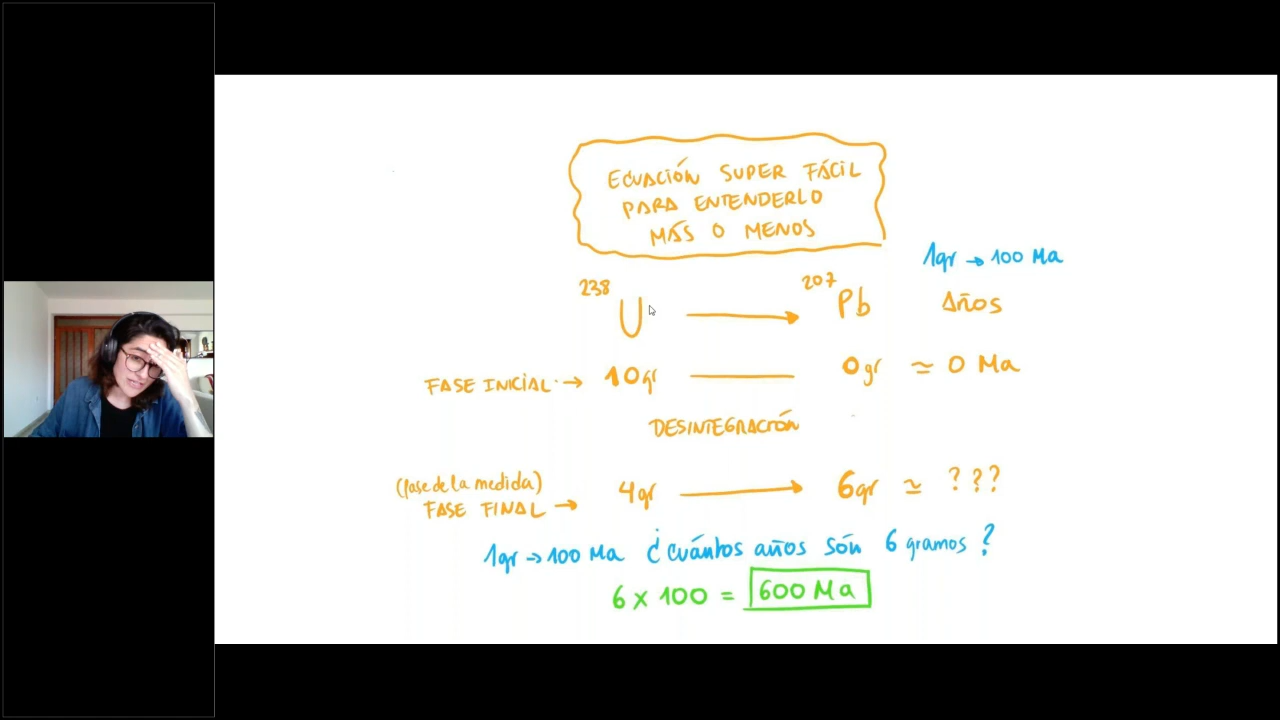 ECUACIÓN SUPER FÁCIL
PARA ENTENDERLO
MÁS O MENOS
1gr → 100 Ma
238 U → 207 Pb Años
FASE INICIAL → 10gr — 0gr ≃ 0 Ma
DESINTEGRACIÓN
(fase de la medida)
FASE FINAL → 4gr → 6gr ≃ ???
1gr → 100 Ma ¿cuántos años són 6 gramos?
6 x 100 = 600 Ma